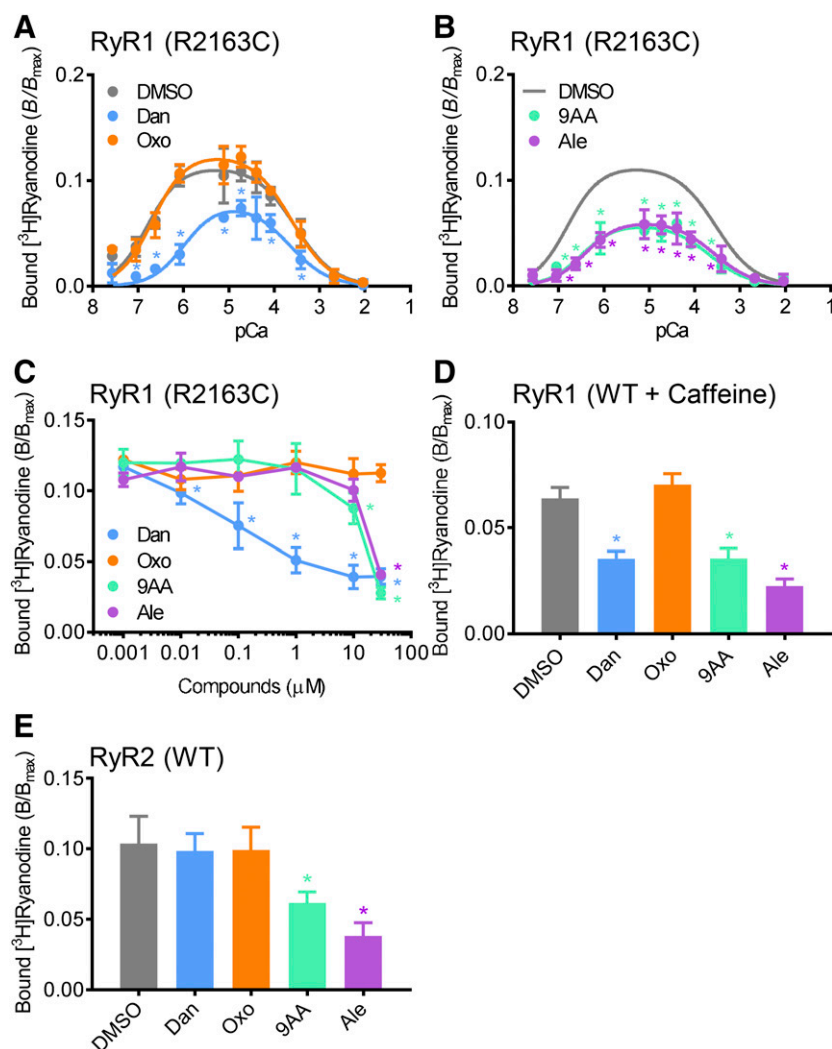 A
RyR1 (R2163C)
Bound [³H]Ryanodine (B/Bmax)
0.2
0.1
0.0
DMSO
Dan
Oxo
*
*
*
*
*
*
*
8 7 6 5 4 3 2 1
pCa
B
RyR1 (R2163C)
Bound [³H]Ryanodine (B/Bmax)
0.2
0.1
0.0
DMSO
9AA
Ale
8 7 6 5 4 3 2 1
pCa
C
RyR1 (R2163C)
Bound [³H]Ryanodine (B/Bmax)
0.15
0.10
0.05
0.00
Dan
Oxo
9AA
Ale
*
*
*
*
*
*
*
*
0.001 0.01 0.1 1 10 100
Compounds (μM)
D
RyR1 (WT + Caffeine)
Bound [³H]Ryanodine (B/Bmax)
0.10
0.05
0.00
*
*
*
DMSO
Dan
Oxo
9AA
Ale
E
RyR2 (WT)
Bound [³H]Ryanodine (B/Bmax)
0.15
0.10
0.05
0.00
*
*
DMSO
Dan
Oxo
9AA
Ale